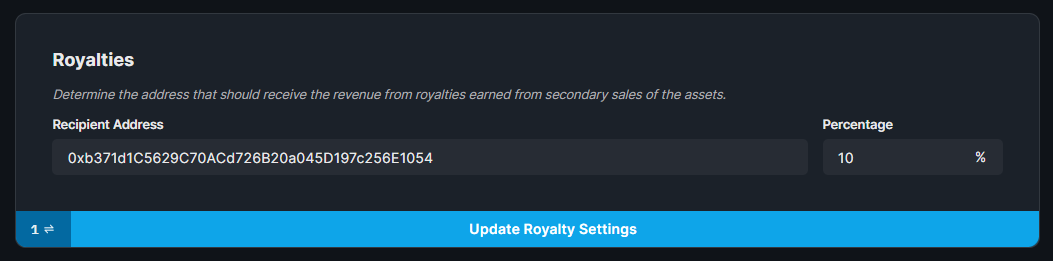 Royalties
Determine the address that should receive the revenue from royalties earned from secondary sales of the assets.
Recipient Address
Percentage
0xb371d1C5629C70ACd726B20a045D197c256E1054
10 %
1 ⇌ Update Royalty Settings